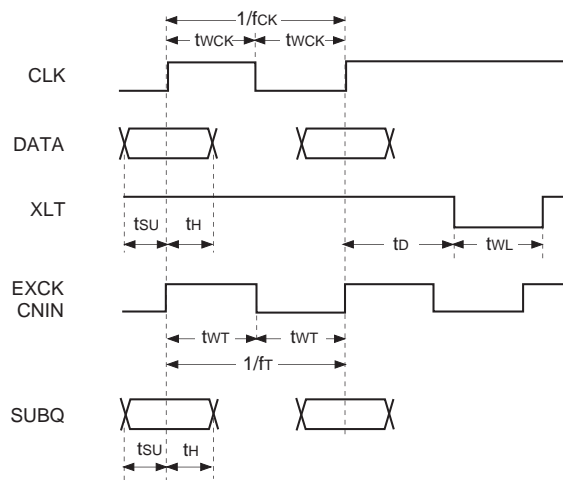 1/fCK
tWCK tWCK
CLK
DATA
XLT
tSU tH
tD tWL
EXCK
CNIN
tWT tWT
1/fT
SUBQ
tSU tH